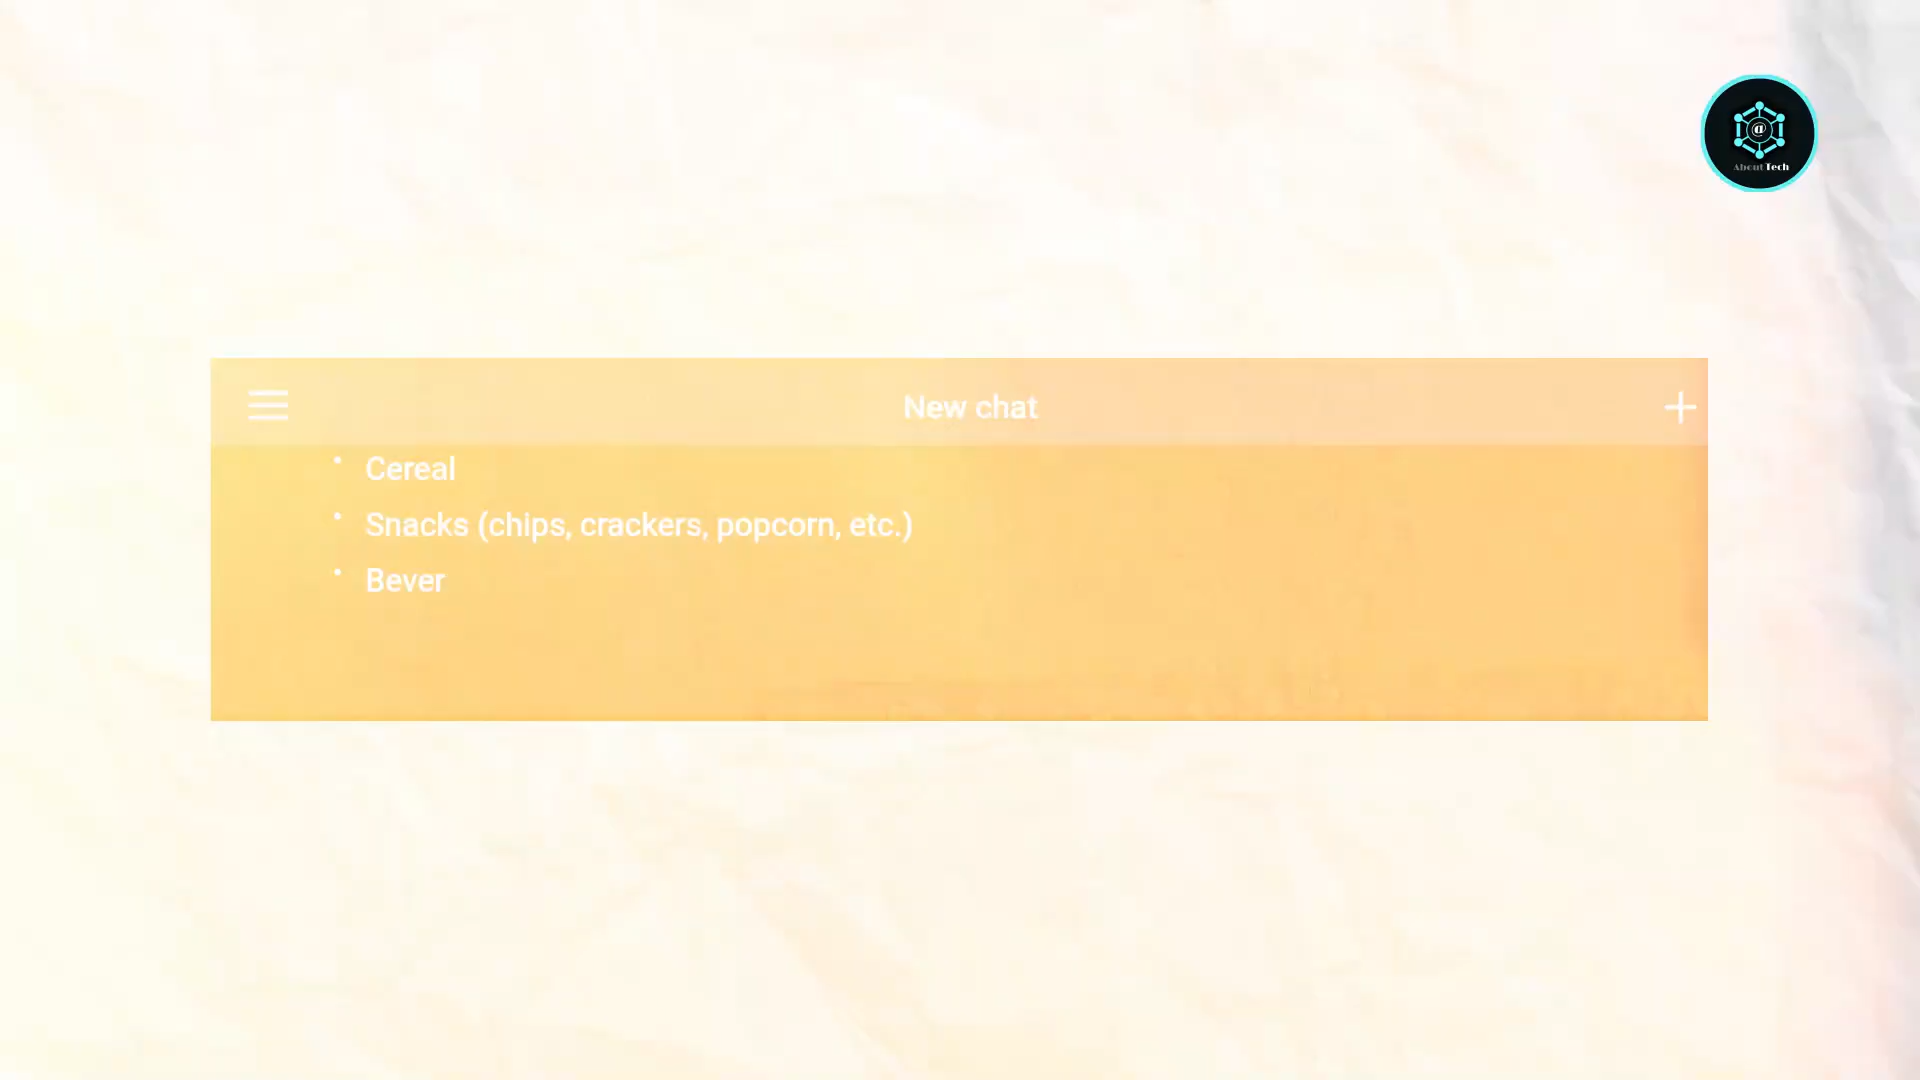 @
About Tech
New chat
Cereal
Snacks (chips, crackers, popcorn, etc.)
Bever